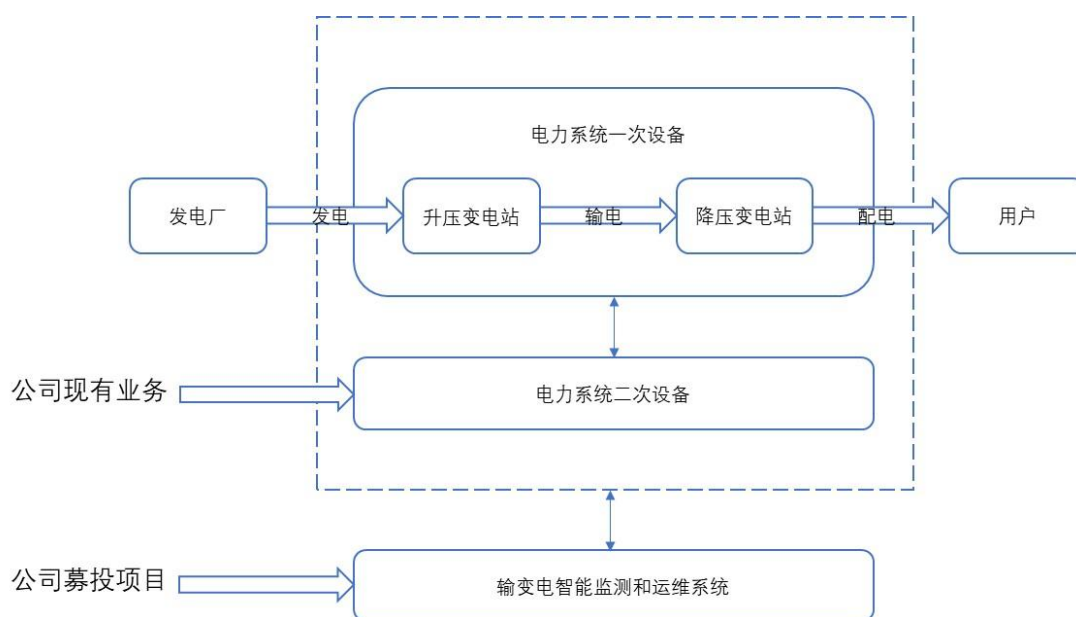 电力系统一次设备
发电厂
发电
升压变电站
输电
降压变电站
配电
用户
公司现有业务
电力系统二次设备
公司募投项目
输变电智能监测和运维系统